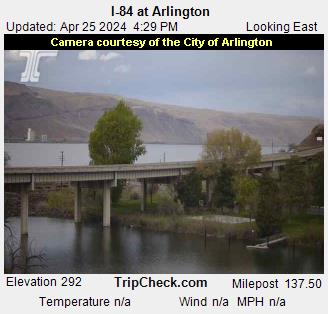 I-84 at Arlington
Updated: Apr 25 2024 4:29 PM Looking East
Camera courtesy of the City of Arlington
Elevation 292 TripCheck.com Milepost 137.50
Temperature n/a Wind n/a MPH n/a